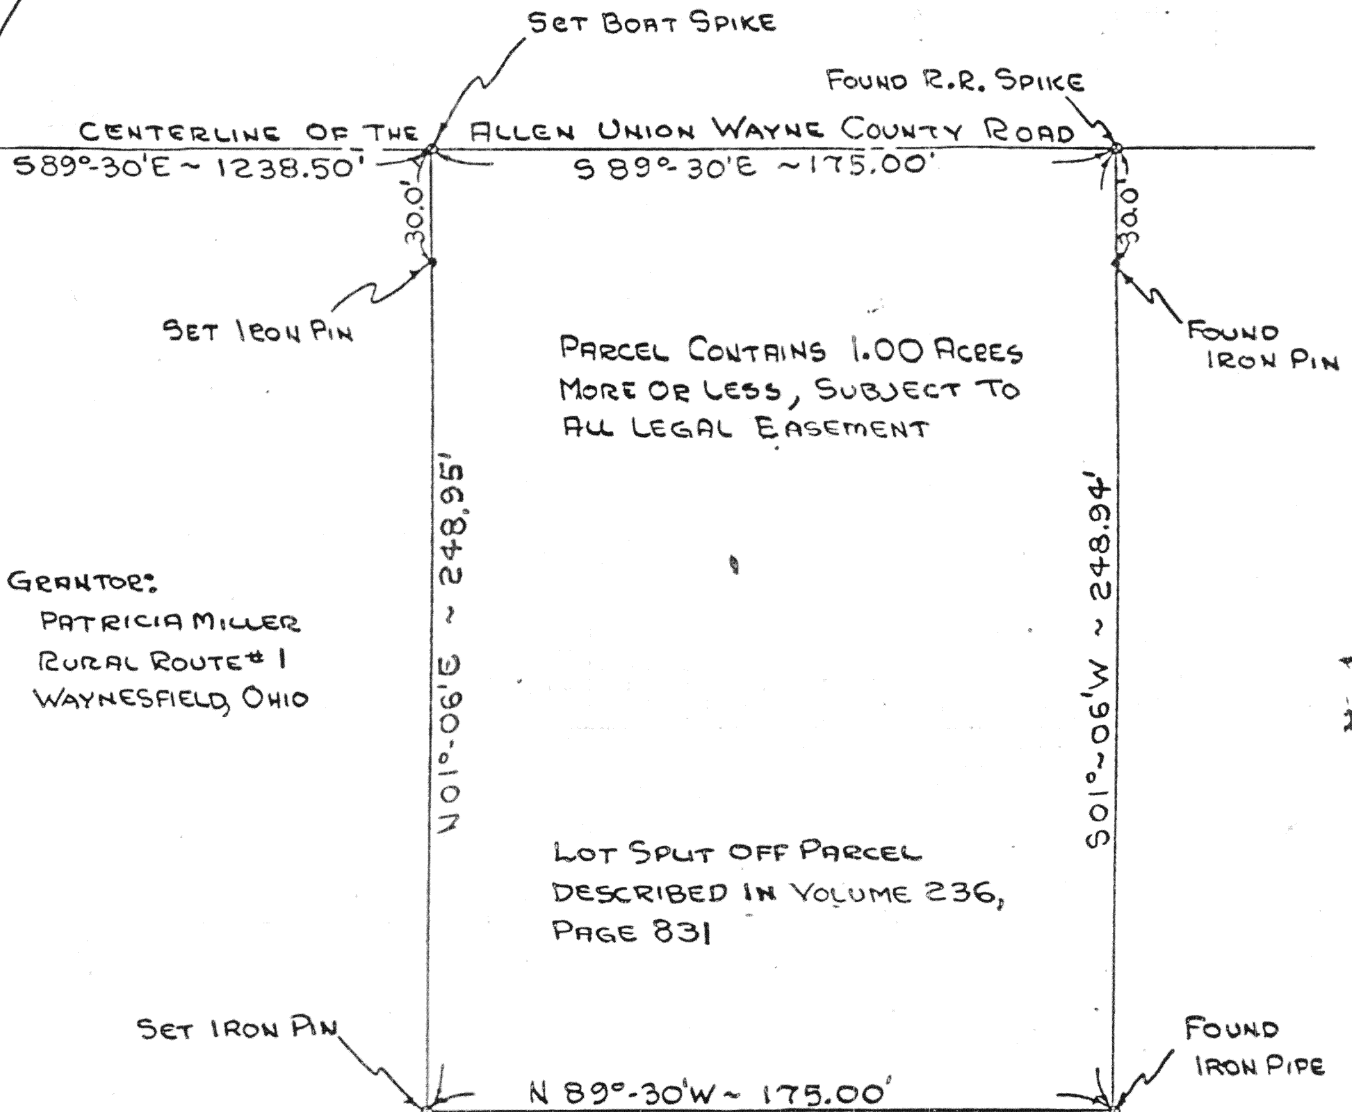 SET BOAT SPIKE
FOUND R.R. SPIKE
CENTERLINE OF THE ALLEN UNION WAYNE COUNTY ROAD
S89°-30'E ~ 1238.50'
S 89°-30'E ~175.00'
30.0'
30.0'
SET IRON PIN
FOUND
IRON PIN
PARCEL CONTAINS 1.00 ACRES
MORE OR LESS, SUBJECT TO
ALL LEGAL EASEMENT
N 01°-06'E ~ 248.95'
S 01°~06'W ~ 248.94'
GRANTOR:
PATRICIA MILLER
RURAL ROUTE # 1
WAYNESFIELD, OHIO
LOT SPLIT OFF PARCEL
DESCRIBED IN VOLUME 236,
PAGE 831
SET IRON PIN
FOUND
IRON PIPE
N 89°-30'W ~ 175.00'